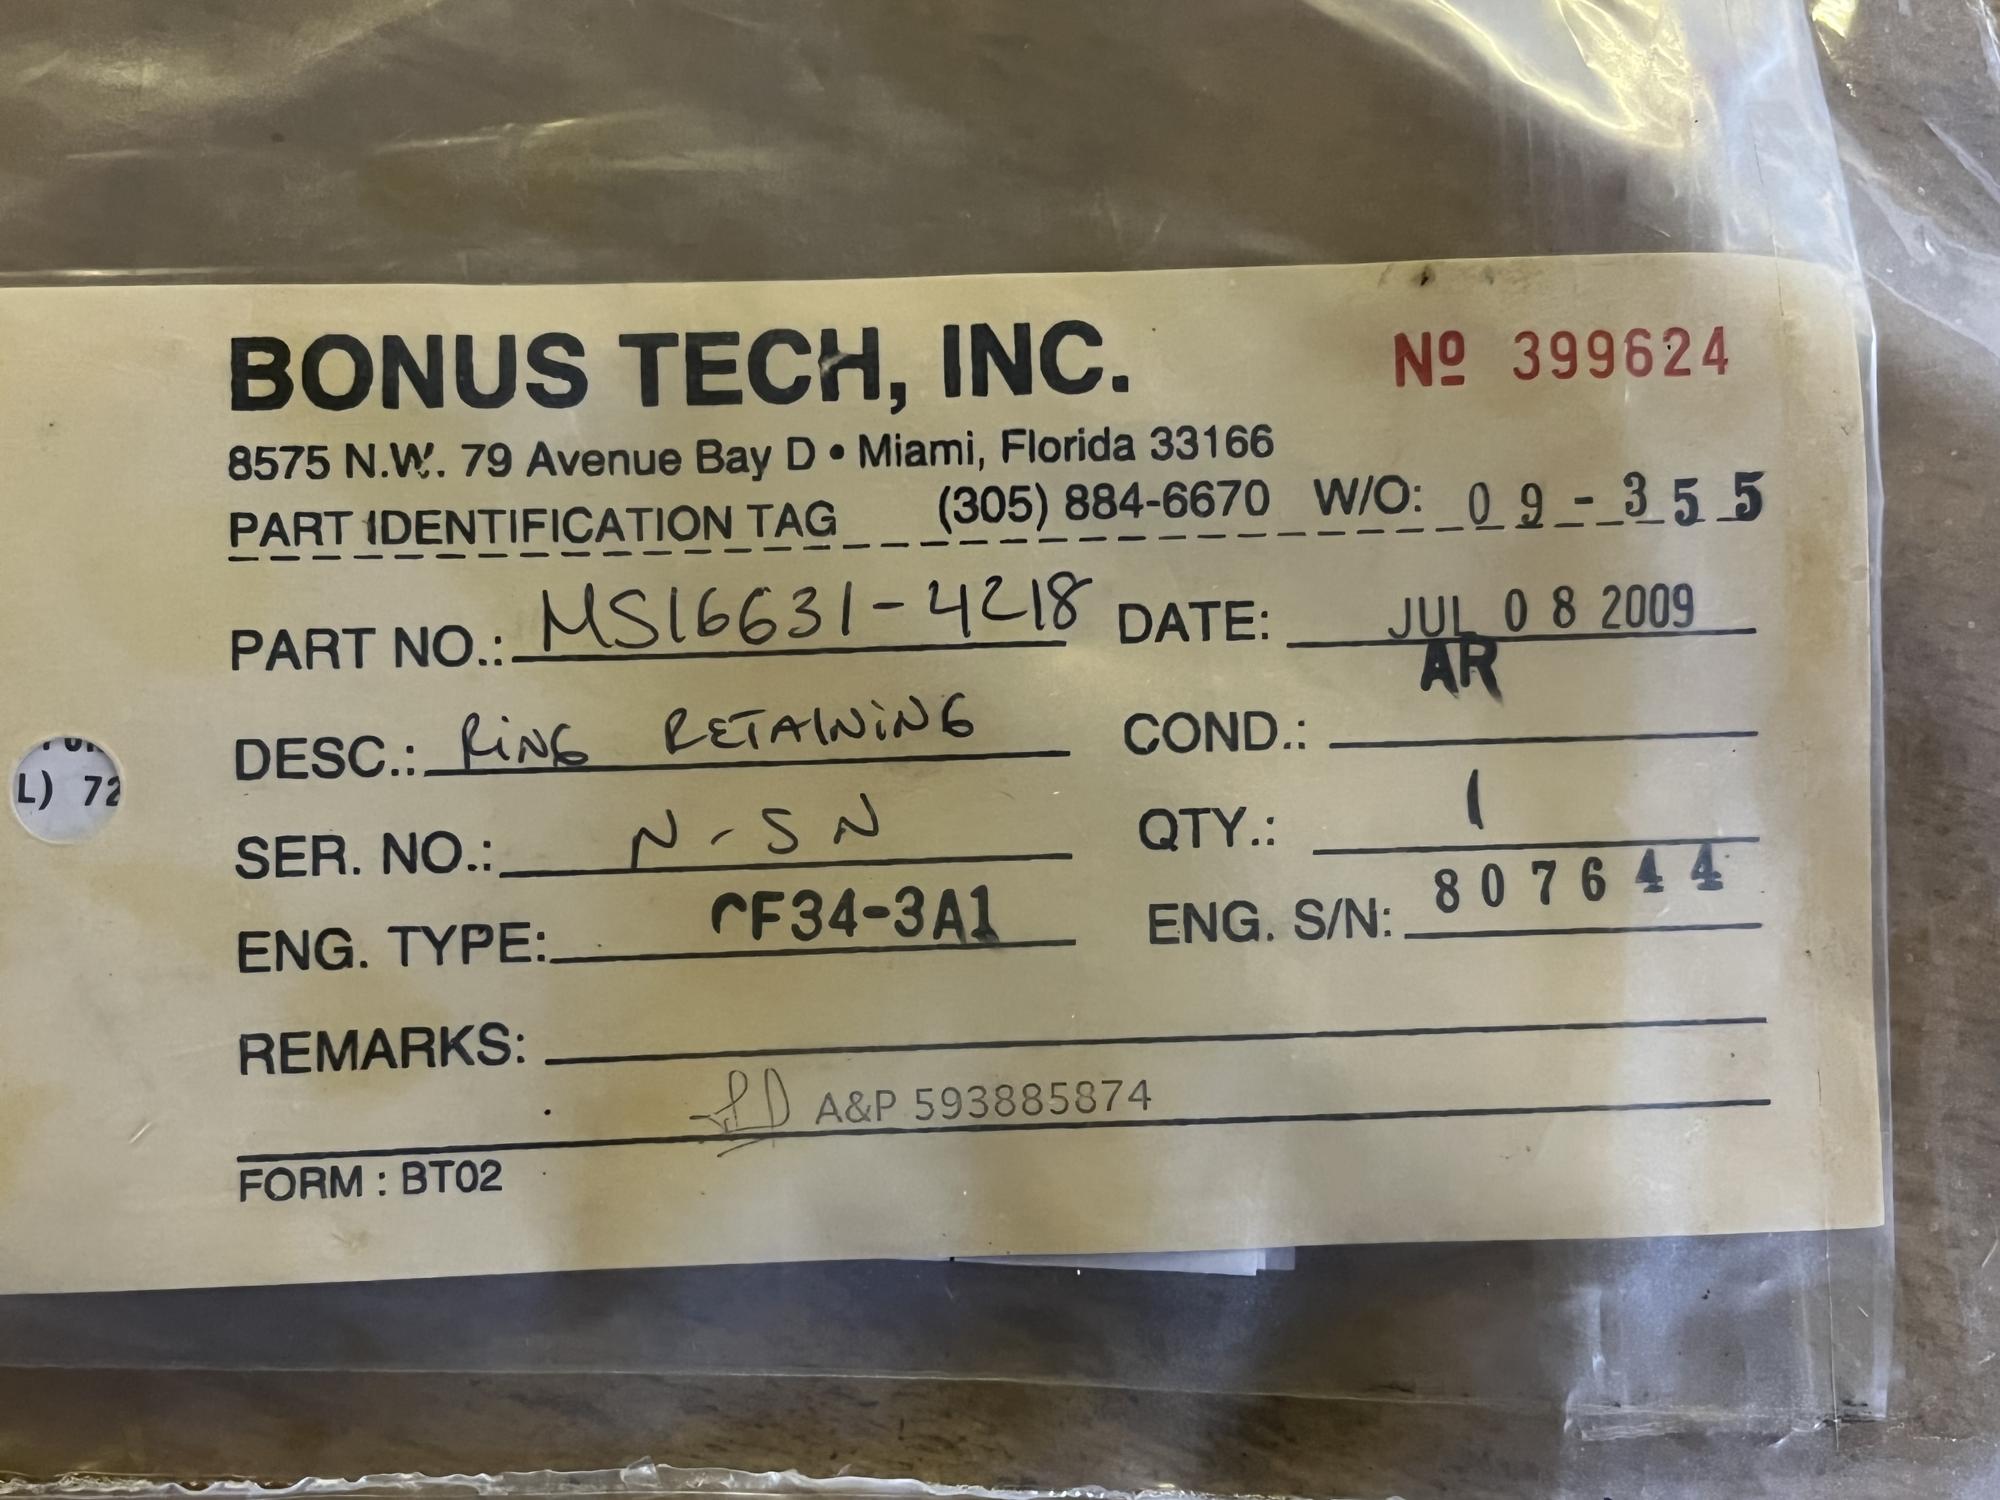 BONUS TECH, INC. Nº 399624
8575 N.W. 79 Avenue Bay D • Miami, Florida 33166
PART IDENTIFICATION TAG (305) 884-6670 W/O: 09-355
PART NO.: MS16631-4218 DATE: JUL 08 2009
DESC.: RiNG RETAINiNG COND.: AR
SER. NO.: N-SN QTY.: 1
ENG. TYPE: CF34-3A1 ENG. S/N: 807644
REMARKS:
A&P 593885874
FORM : BT02
L) 72